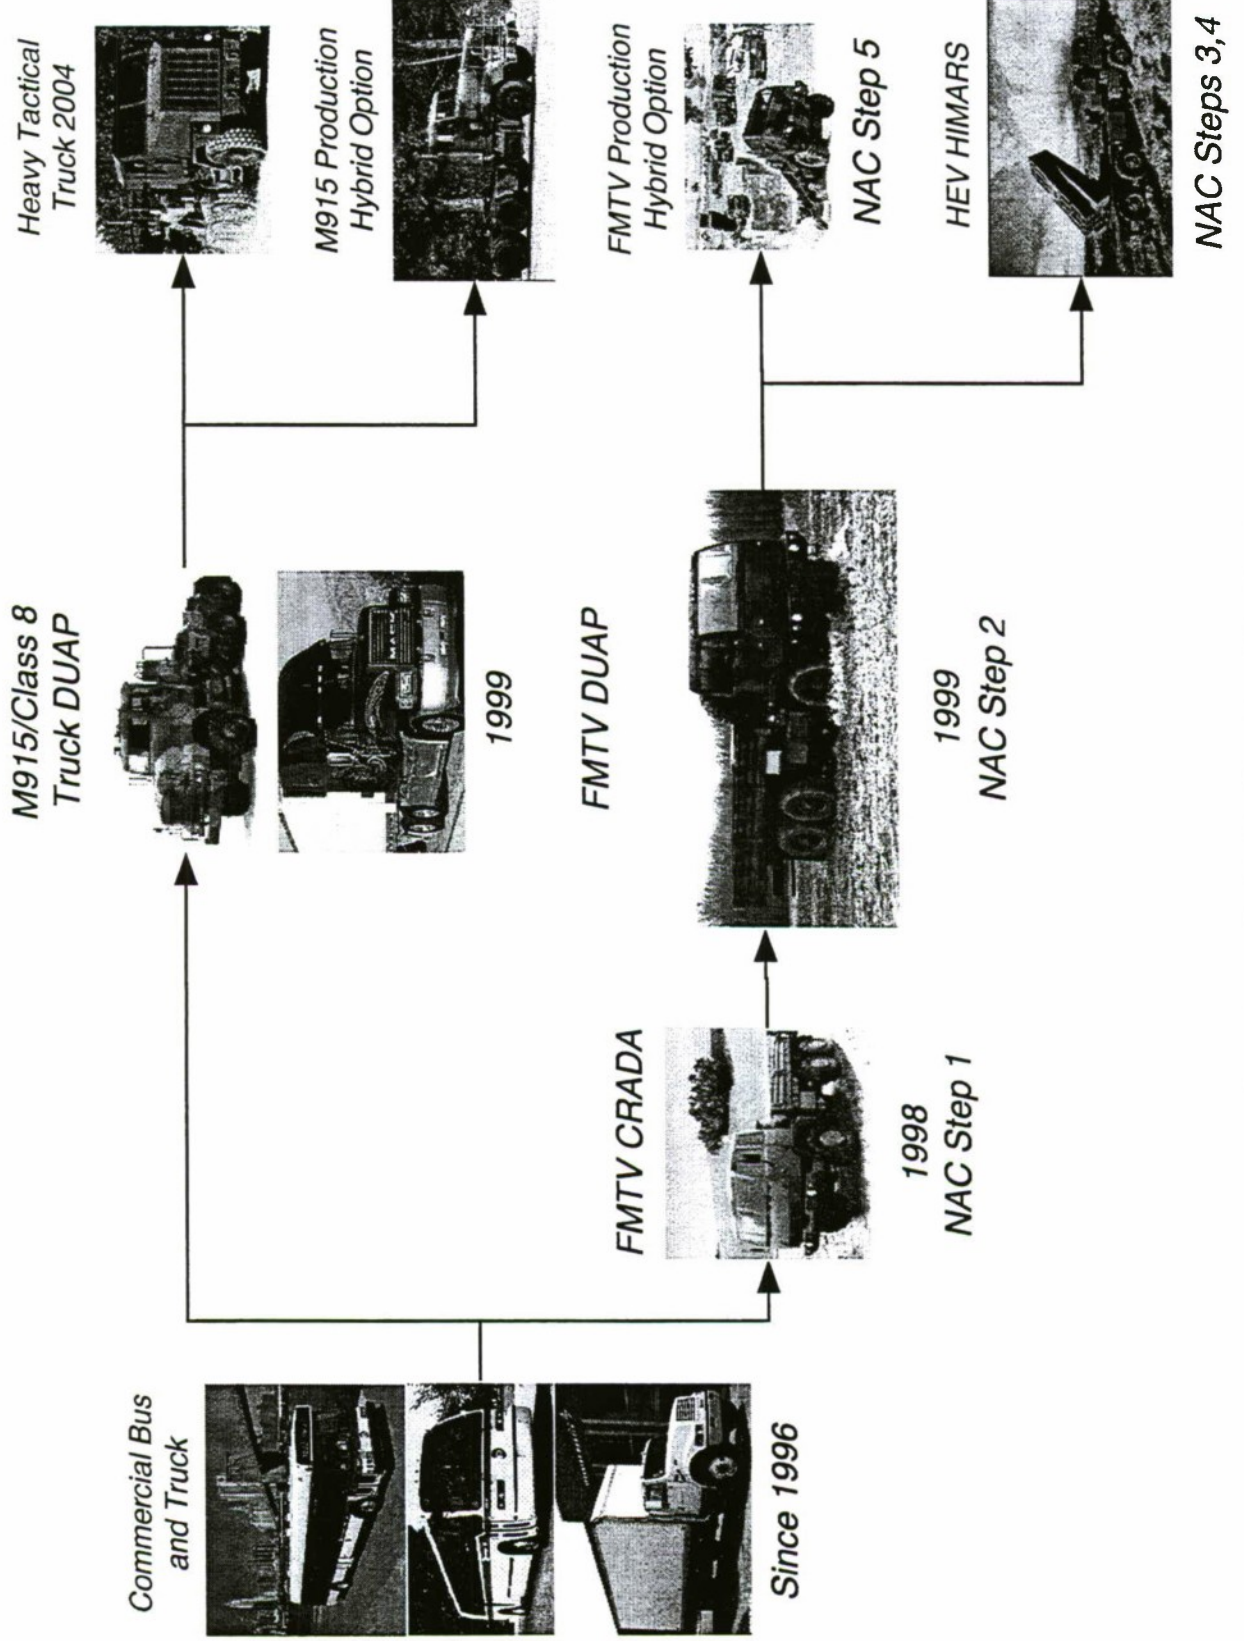 Commercial Bus
and Truck
Since 1996
M915/Class 8
Truck DUAP
1999
FMTV CRADA
1998
NAC Step 1
FMTV DUAP
1999
NAC Step 2
Heavy Tactical
Truck 2004
M915 Production
Hybrid Option
FMTV Production
Hybrid Option
NAC Step 5
HEV HIMARS
NAC Steps 3,4